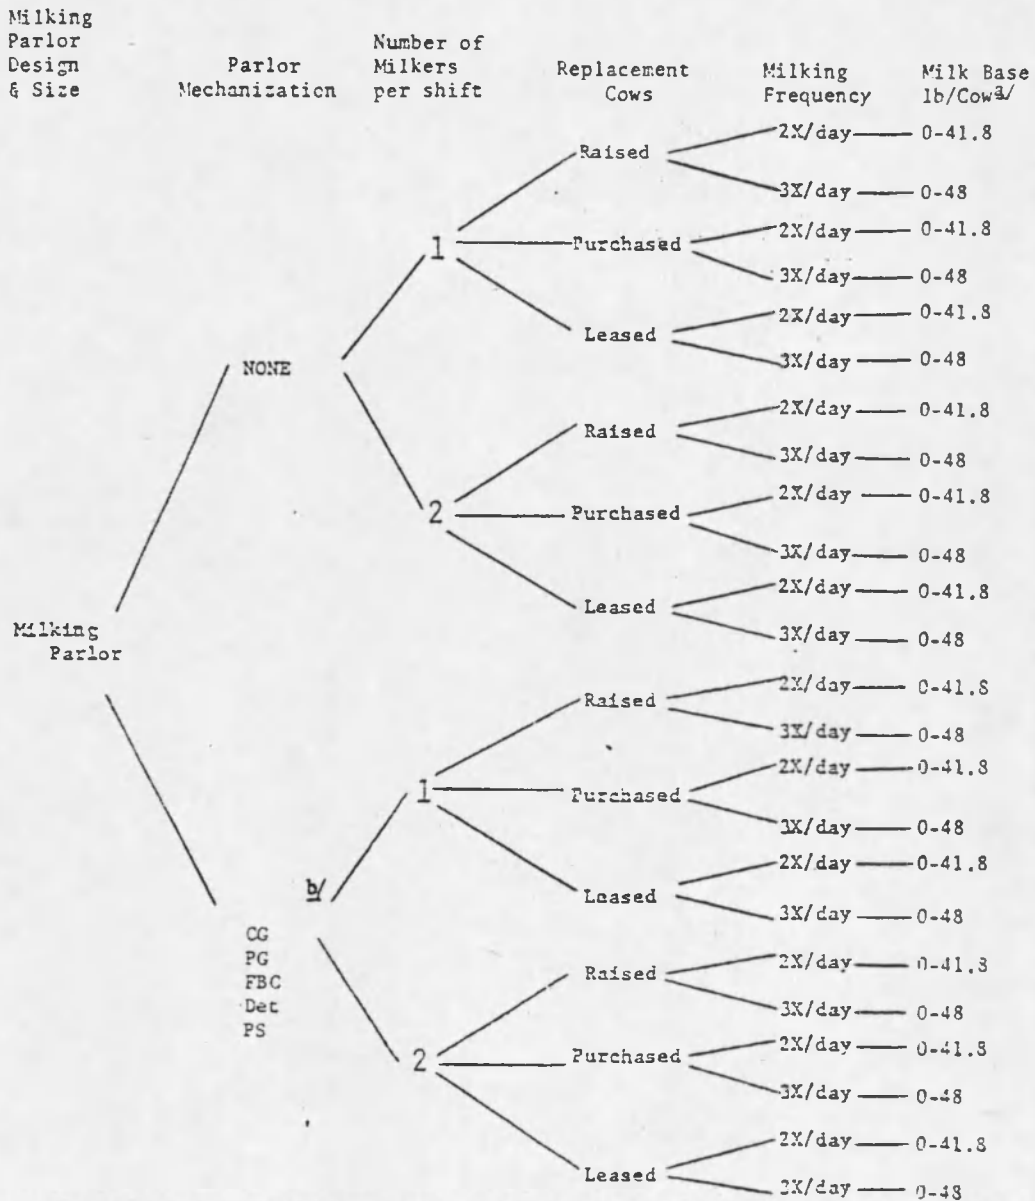 Milking
Parlor
Design
& Size
Parlor
Mechanization
Number of
Milkers
per shift
Replacement
Cows
Milking
Frequency
Milk Base
lb/Cow a/
2X/day 0-41.8
Raised
3X/day 0-48
2X/day 0-41.8
1 Purchased
3X/day 0-48
2X/day 0-41.8
Leased
3X/day 0-48
NONE
2X/day 0-41.8
Raised
3X/day 0-48
2X/day 0-41.8
2 Purchased
3X/day 0-48
2X/day 0-41.8
Leased
3X/day 0-48
Milking
Parlor
2X/day 0-41.8
Raised
3X/day 0-48
2X/day 0-41.8
1 Purchased
3X/day 0-48
2X/day 0-41.8
Leased
3X/day 0-48
b/
CG
PG
FBC
Det
PS
2X/day 0-41.8
Raised
3X/day 0-48
2X/day 0-41.8
2 Purchased
3X/day 0-48
2X/day 0-41.8
Leased
3X/day 0-48